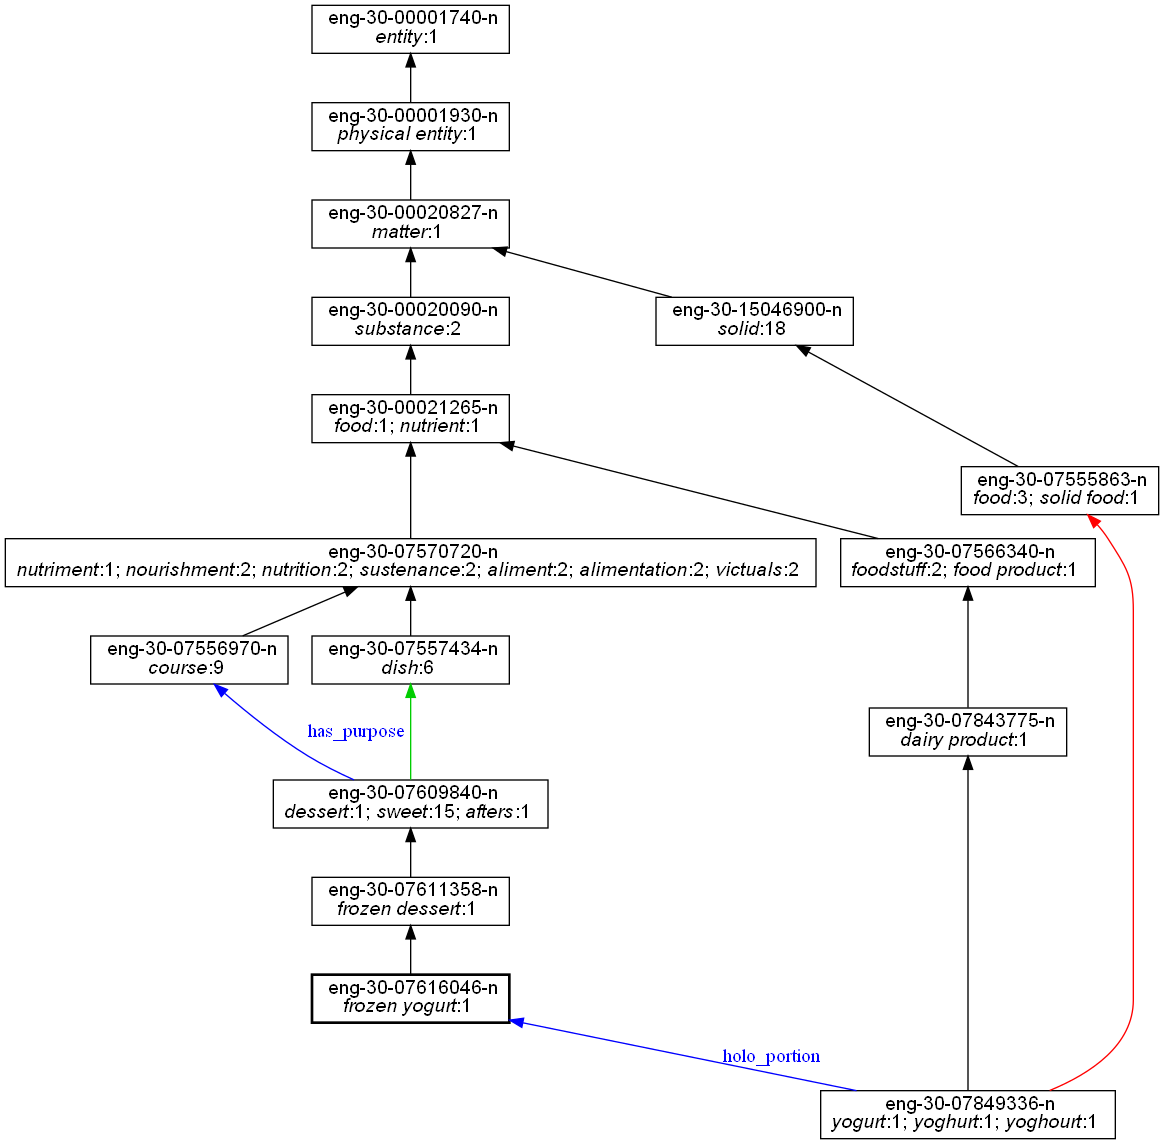 eng-30-00001740-n
entity:1
eng-30-00001930-n
physical entity:1
eng-30-00020827-n
matter:1
eng-30-00020090-n
substance:2
eng-30-15046900-n
solid:18
eng-30-00021265-n
food:1; nutrient:1
eng-30-07555863-n
food:3; solid food:1
eng-30-07570720-n
nutriment:1; nourishment:2; nutrition:2; sustenance:2; aliment:2; alimentation:2; victuals:2
eng-30-07566340-n
foodstuff:2; food product:1
eng-30-07556970-n
course:9
eng-30-07557434-n
dish:6
eng-30-07843775-n
dairy product:1
has_purpose
eng-30-07609840-n
dessert:1; sweet:15; afters:1
eng-30-07611358-n
frozen dessert:1
eng-30-07616046-n
frozen yogurt:1
holo_portion
eng-30-07849336-n
yogurt:1; yoghurt:1; yoghourt:1